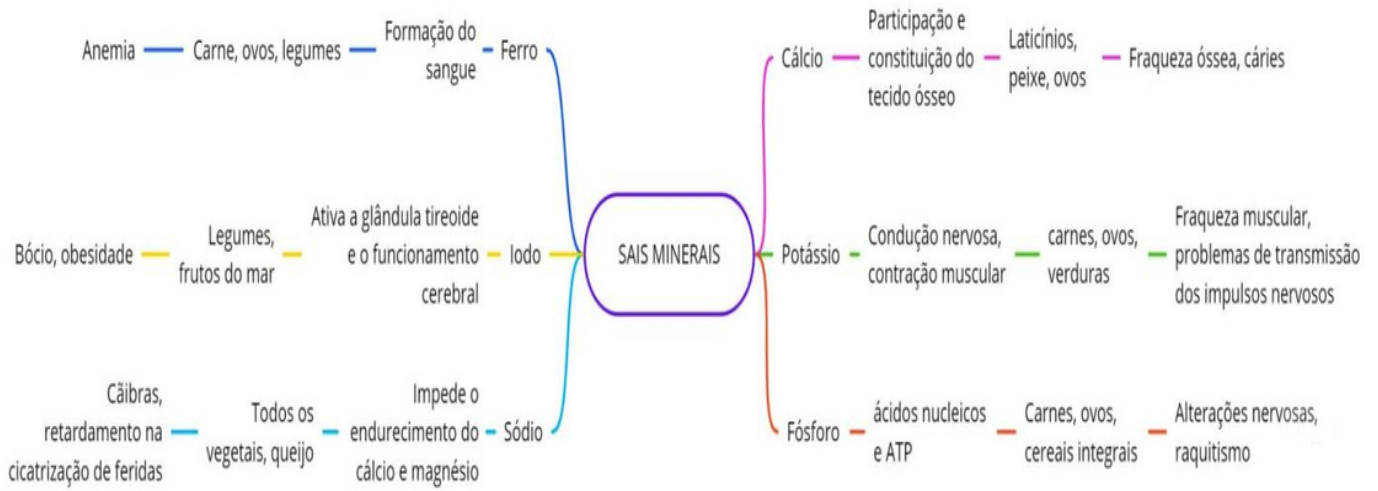 SAIS MINERAIS
Ferro
Formação do
sangue
Carne, ovos, legumes
Anemia
Iodo
Ativa a glândula tireoide
e o funcionamento
cerebral
Legumes,
frutos do mar
Bócio, obesidade
Sódio
Impede o
endurecimento do
cálcio e magnésio
Todos os
vegetais, queijo
Cãibras,
retardamento na
cicatrização de feridas
Cálcio
Participação e
constituição do
tecido ósseo
Laticínios,
peixe, ovos
Fraqueza óssea, cáries
Potássio
Condução nervosa,
contração muscular
carnes, ovos,
verduras
Fraqueza muscular,
problemas de transmissão
dos impulsos nervosos
Fósforo
ácidos nucleicos
e ATP
Carnes, ovos,
cereais integrais
Alterações nervosas,
raquitismo